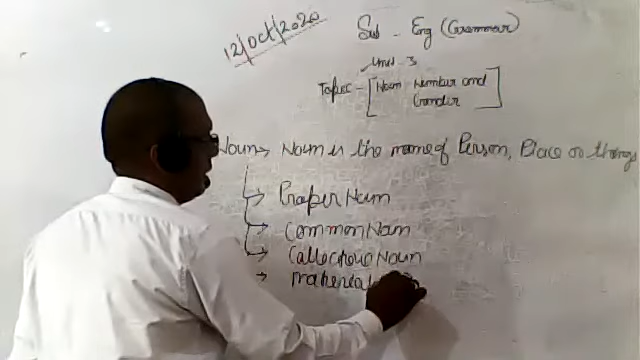 12/Oct/2020
Sub - Eng (Grammar)
Unit - 3
Topic - [Noun Number and
Gender]
Noun → Noun is the name of Person, Place or things
→ Proper Noun
→ Common Noun
→ Collective Noun
→ Material